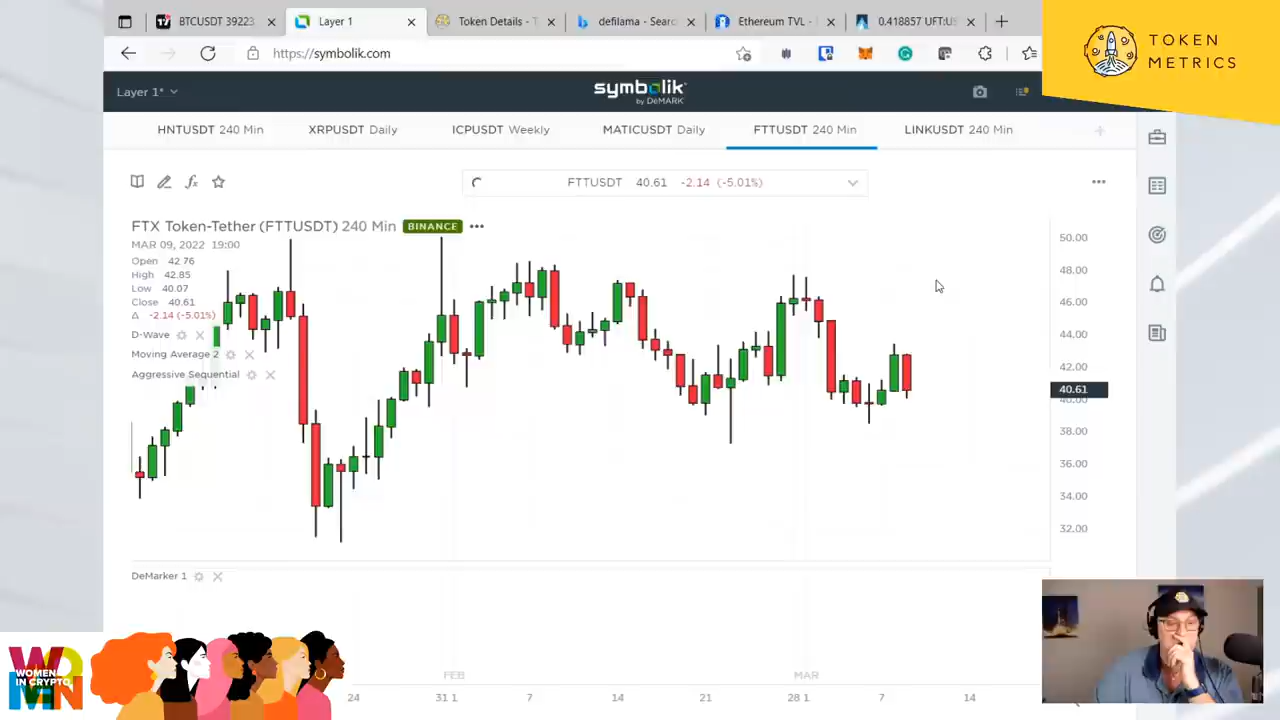 BTCUSDT 39223
Layer 1
Token Details - T
defilama - Sear
Ethereum TVL -
0.418857 UFT:US
TOKEN
METRICS
https://symbolik.com
Layer 1*
symbolik
by DeMARK
HNTUSDT 240 Min
XRPUSDT Daily
ICPUSDT Weekly
MATICUSDT Daily
FTTUSDT 240 Min
LINKUSDT 240 Min
FTTUSDT 40.61 -2.14 (-5.01%)
FTX Token-Tether (FTTUSDT) 240 Min BINANCE
MAR 09, 2022 19:00
Open 42.76
High 42.85
Low 40.07
Close 40.61
Δ -2.14 (-5.01%)
D-Wave
Moving Average 2
Aggressive Sequential
50.00
48.00
46.00
44.00
42.00
40.61
40.00
38.00
36.00
34.00
32.00
DeMarker 1
FEB
MAR
24
31 1
7
14
21
28 1
7
14
WOMEN
WOMEN
IN CRYPTO